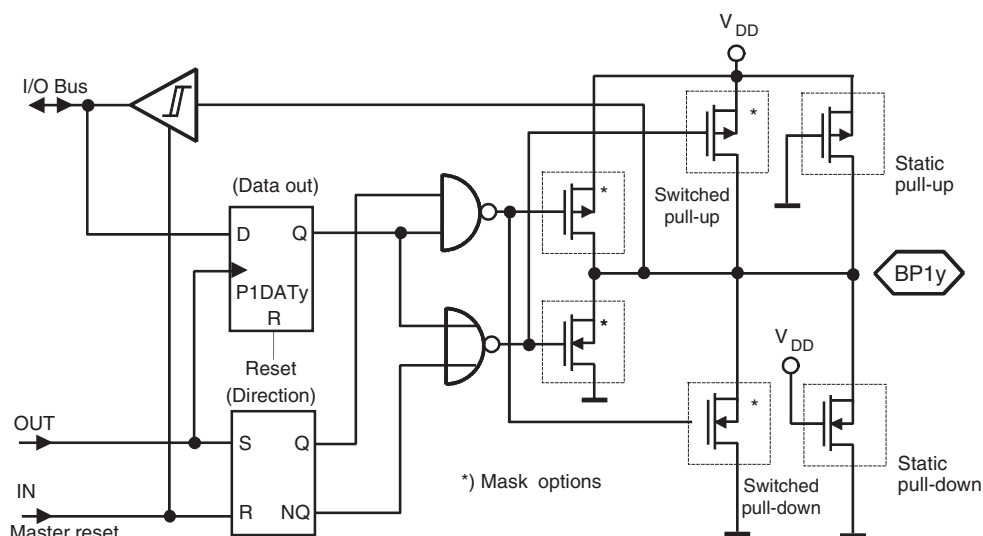 V DD
I/O Bus
*
Static
pull-up
(Data out)
*
Switched
pull-up
D
Q
P1DATy
R
BP1y
*
Reset
(Direction)
V DD
*
OUT
S
Q
*) Mask options
Static
pull-down
Switched
pull-down
IN
R
NQ
Master reset